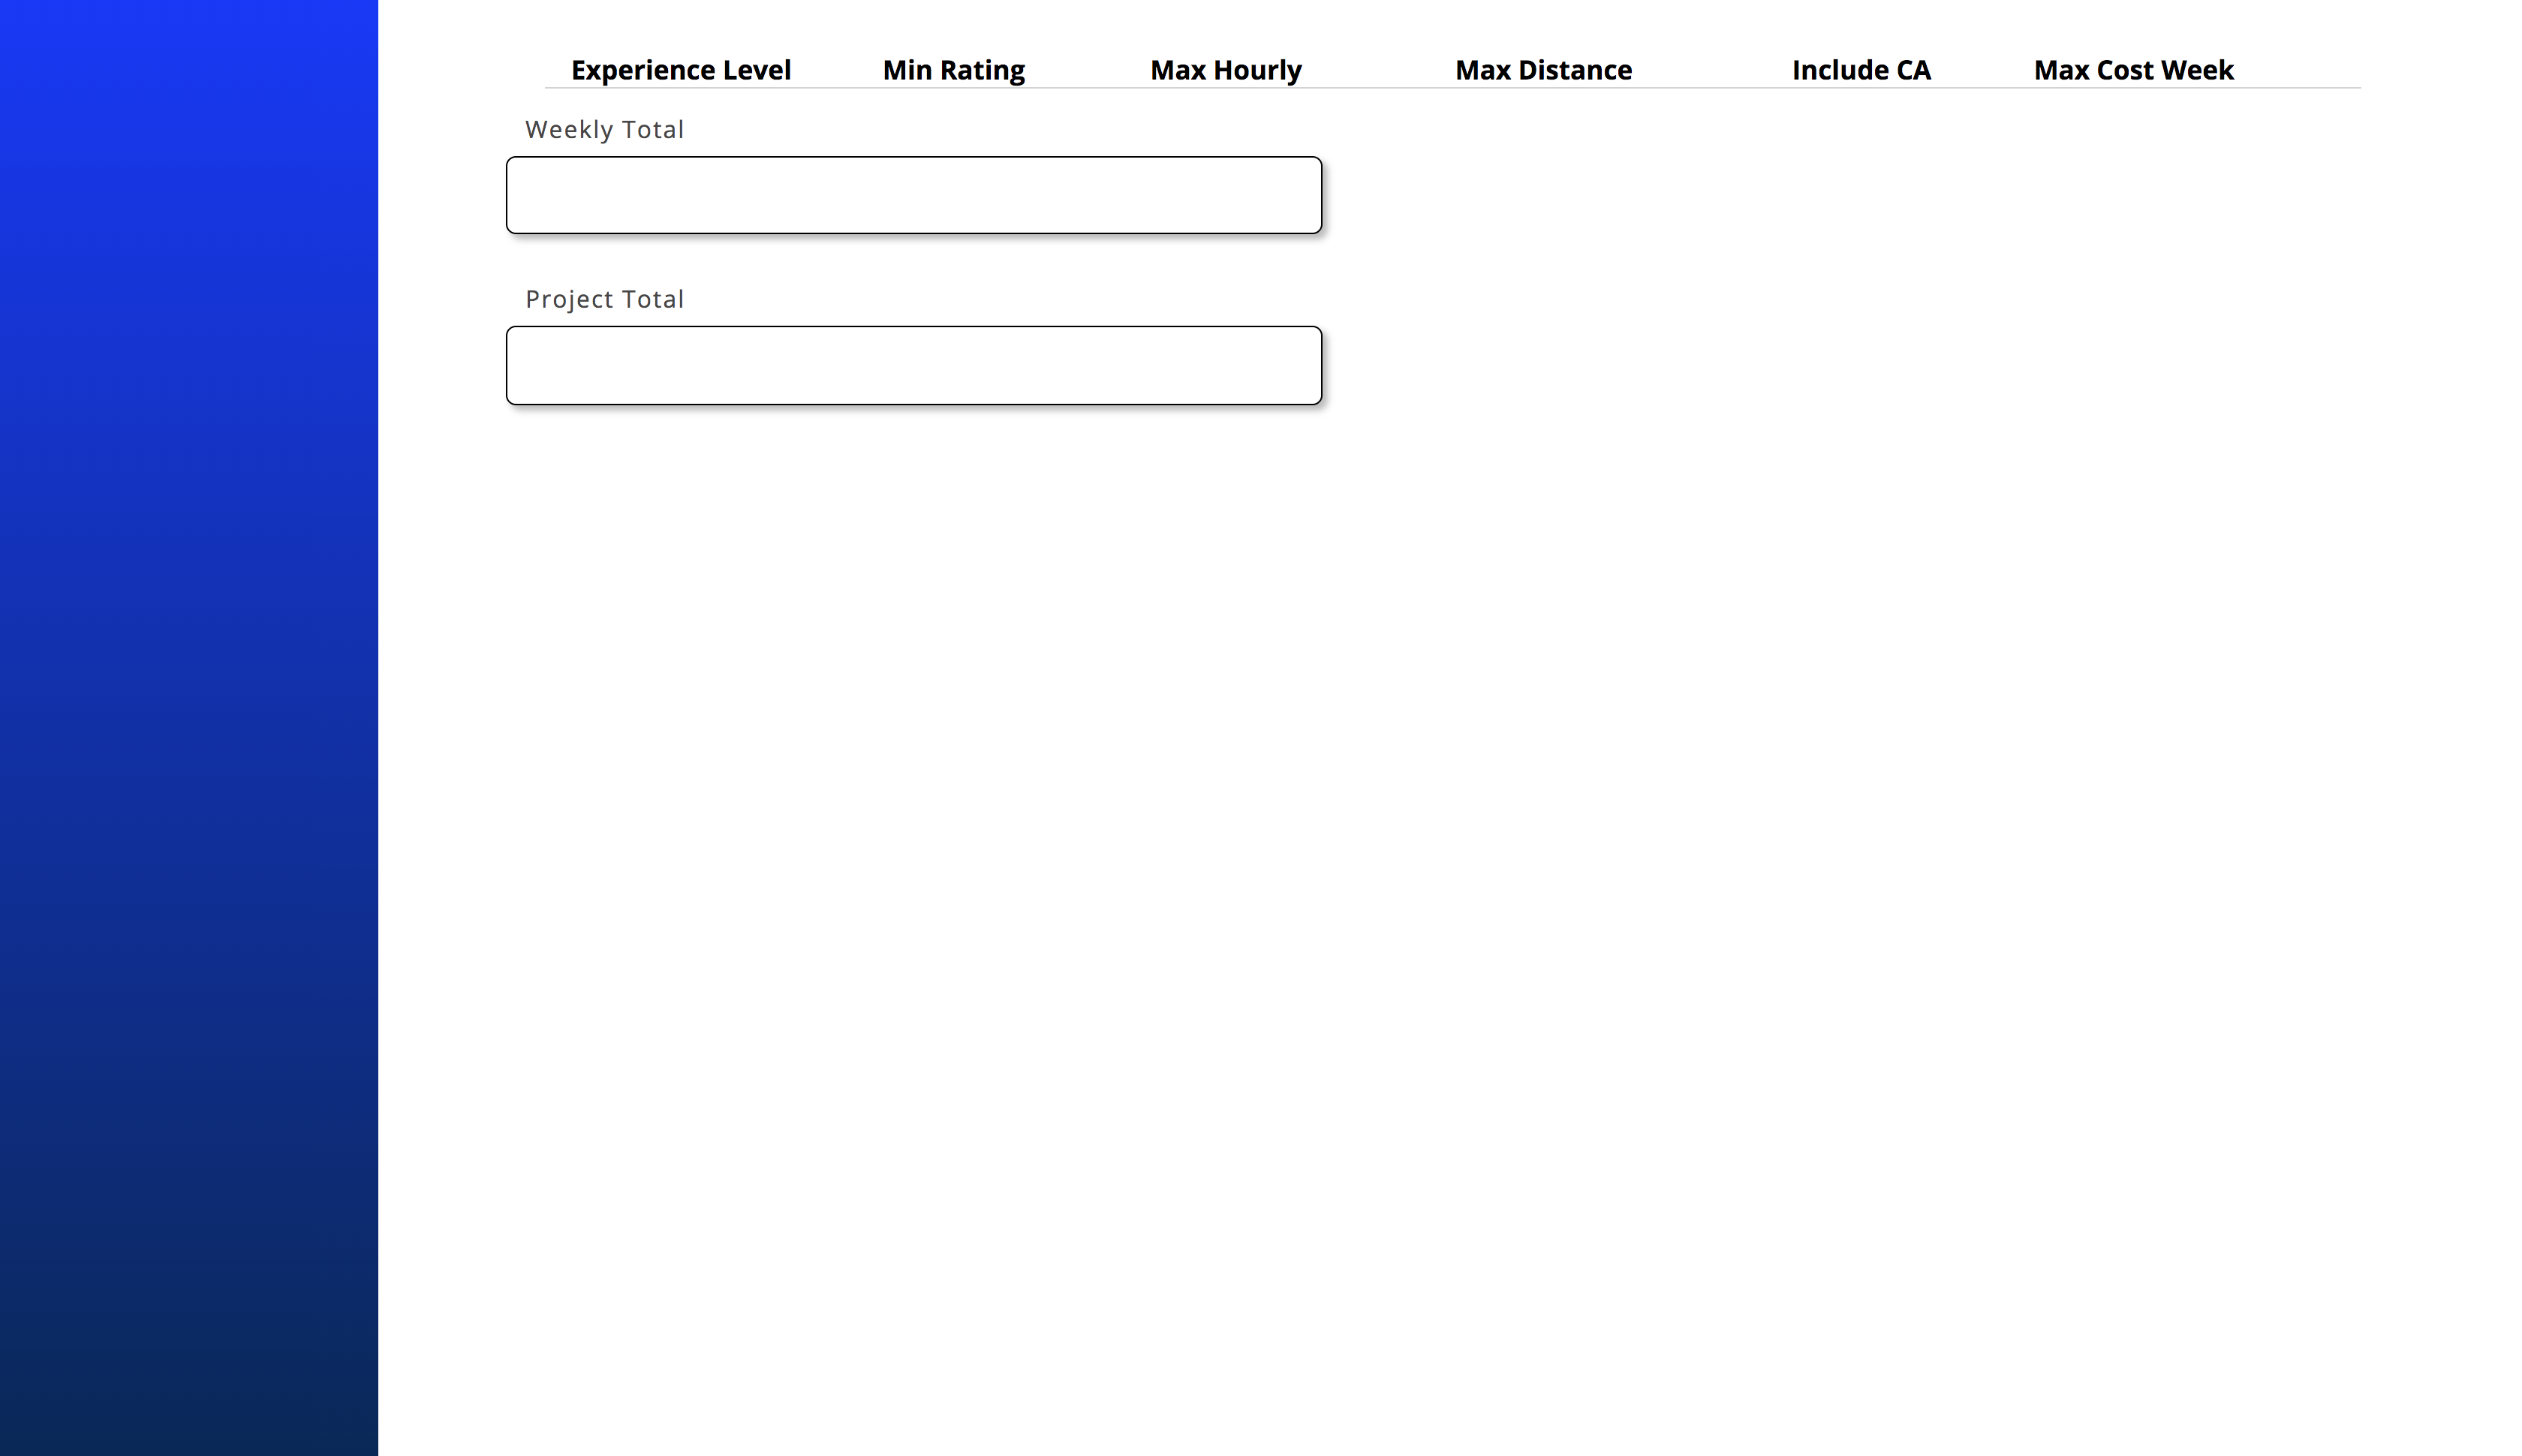 Experience Level Min Rating Max Hourly Max Distance Include CA Max Cost Week
Weekly Total
Project Total